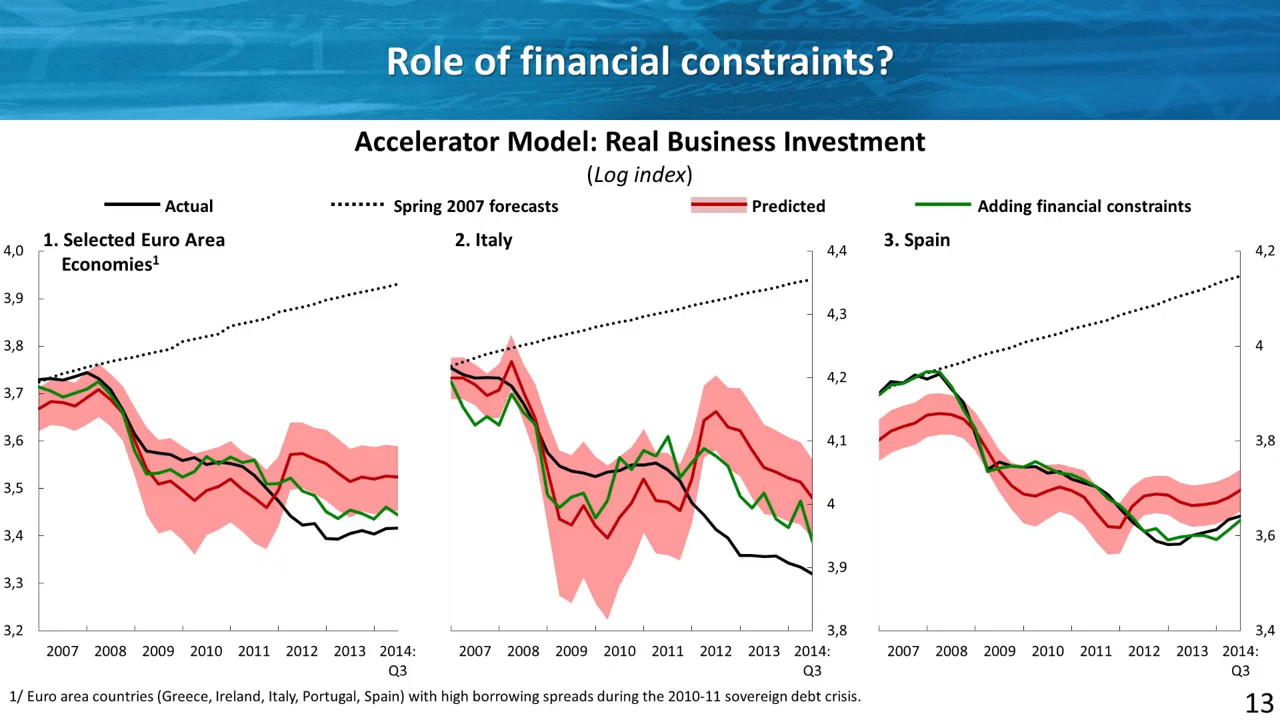 Role of financial constraints?
Accelerator Model: Real Business Investment
(Log index)
Actual
Spring 2007 forecasts
Predicted
Adding financial constraints
1. Selected Euro Area
Economies¹
4,0
3,9
3,8
3,7
3,6
3,5
3,4
3,3
3,2
2007 2008 2009 2010 2011 2012 2013 2014:
Q3
2. Italy
4,4
4,3
4,2
4,1
4
3,9
3,8
2007 2008 2009 2010 2011 2012 2013 2014:
Q3
3. Spain
4,2
4
3,8
3,6
3,4
2007 2008 2009 2010 2011 2012 2013 2014:
Q3
1/ Euro area countries (Greece, Ireland, Italy, Portugal, Spain) with high borrowing spreads during the 2010-11 sovereign debt crisis.
13